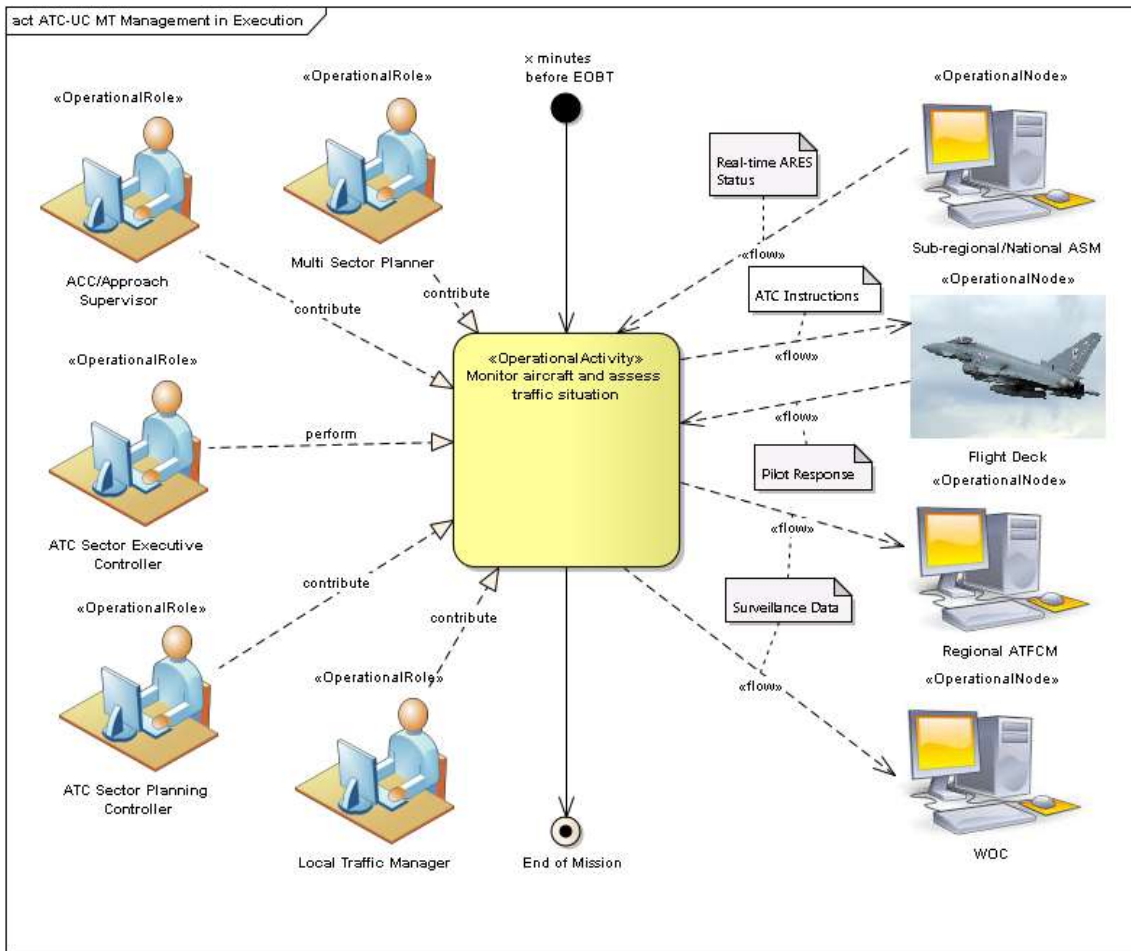 act ATC-UC MT Management in Execution
x minutes
before EOBT
«OperationalRole»
ACC/Approach
Supervisor
«OperationalRole»
Multi Sector Planner
«OperationalRole»
ATC Sector Executive
Controller
«OperationalRole»
ATC Sector Planning
Controller
«OperationalRole»
Local Traffic Manager
contribute
contribute
perform
contribute
contribute
«OperationalActivity»
Monitor aircraft and assess
traffic situation
End of Mission
Real-time ARES
Status
«flow»
ATC Instructions
«flow»
«flow»
Pilot Response
«flow»
Surveillance Data
«flow»
«OperationalNode»
Sub-regional/National ASM
«OperationalNode»
Flight Deck
«OperationalNode»
Regional ATFCM
«OperationalNode»
WOC